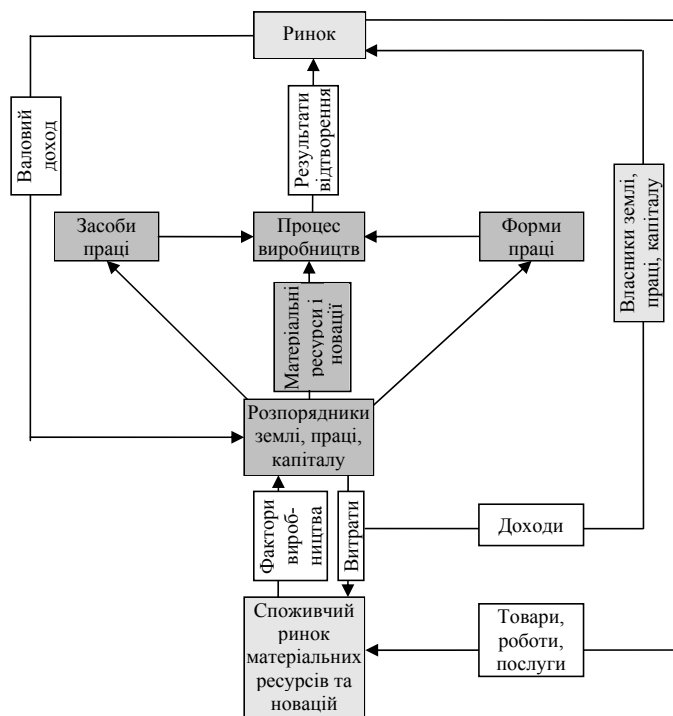 Ринок
Валовий
доход
Результати
відтворення
Власники землі,
праці, капіталу
Засоби
праці
Процес
виробництв
Форми
праці
Матеріальні
ресурси і
новації
Розпорядники
землі, праці,
капіталу
Фактори
вироб-
ництва
Витрати
Доходи
Споживчий
ринок
матеріальних
ресурсів та
новацій
Товари,
роботи,
послуги